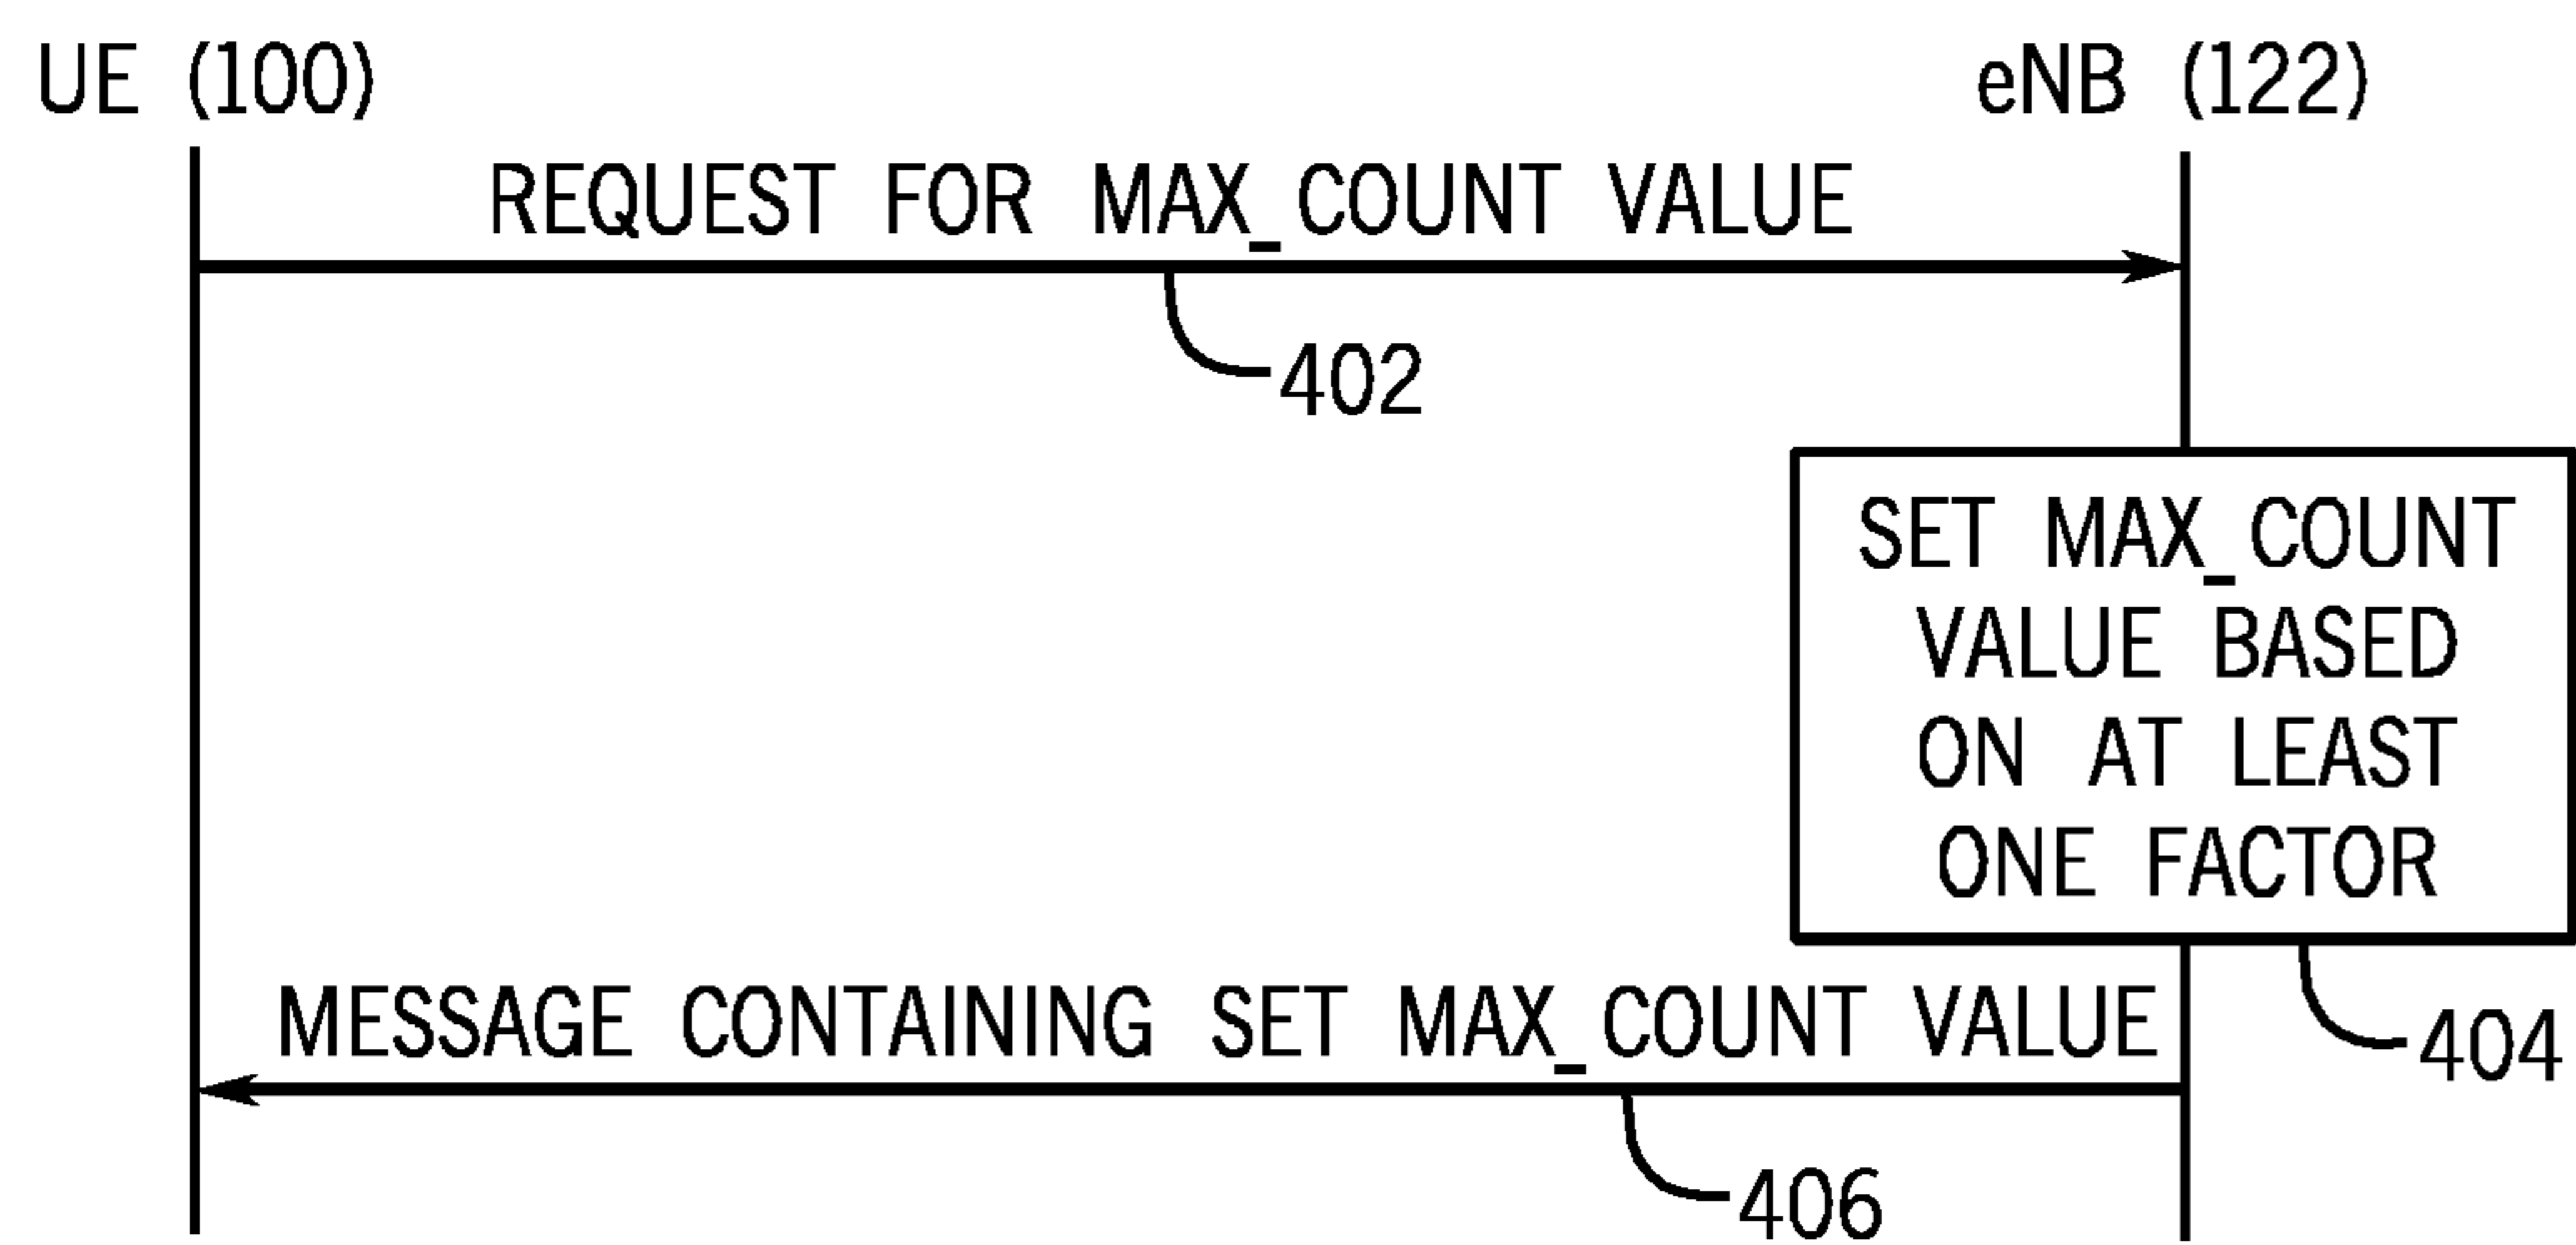 UE (100)
eNB (122)
REQUEST FOR MAX_COUNT VALUE
402
SET MAX_COUNT
VALUE BASED
ON AT LEAST
ONE FACTOR
404
MESSAGE CONTAINING SET MAX_COUNT VALUE
406